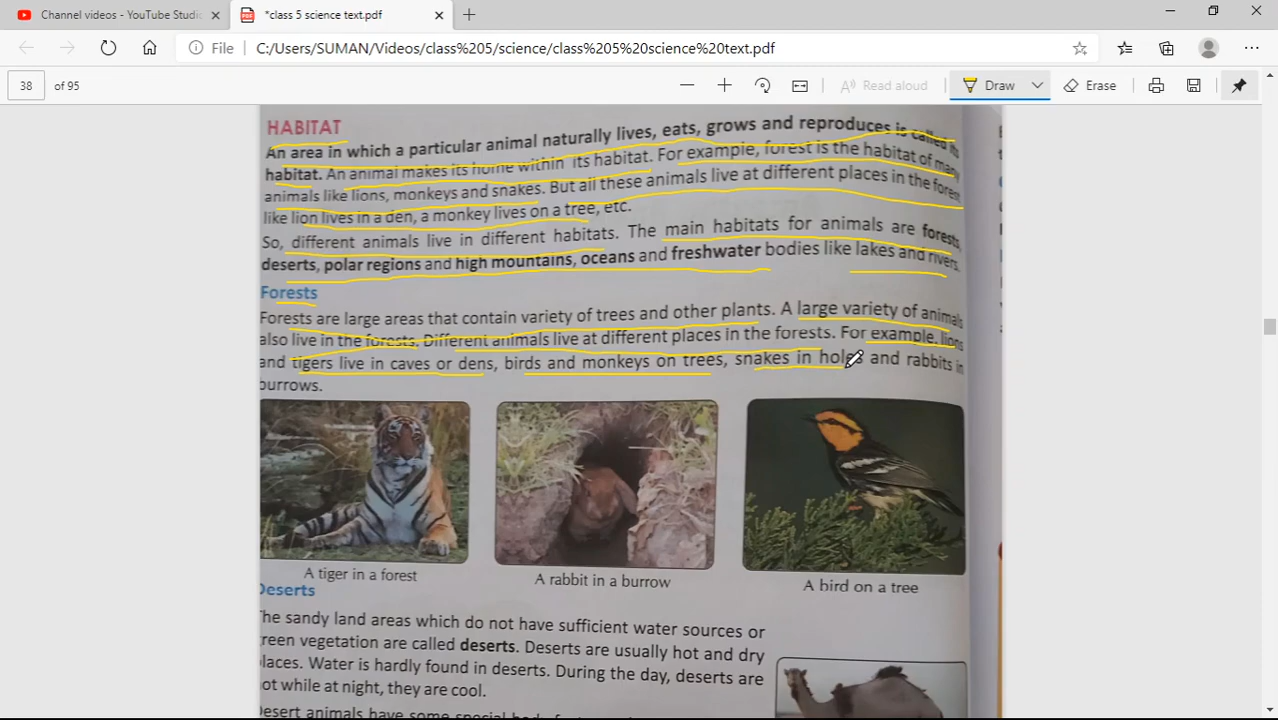 Channel videos - YouTube Studi
*class 5 science text.pdf
File
C:/Users/SUMAN/Videos/class%205/science/class%205%20science%20text.pdf
38 of 95
Read aloud
Draw
Erase
HABITAT
An area in which a particular animal naturally lives, eats, grows and reproduces is called its
habitat. An animal makes its home within its habitat. For example, forest is the habitat of many
animals like lions, monkeys and snakes. But all these animals live at different places in the forest
like lion lives in a den, a monkey lives on a tree, etc.
So, different animals live in different habitats. The main habitats for animals are forests,
deserts, polar regions and high mountains, oceans and freshwater bodies like lakes and rivers.
Forests
Forests are large areas that contain variety of trees and other plants. A large variety of animals
also live in the forests. Different animals live at different places in the forests. For example, lions
and tigers live in caves or dens, birds and monkeys on trees, snakes in holes and rabbits in
burrows.
A tiger in a forest
A rabbit in a burrow
A bird on a tree
Deserts
The sandy land areas which do not have sufficient water sources or
green vegetation are called deserts. Deserts are usually hot and dry
places. Water is hardly found in deserts. During the day, deserts are
hot while at night, they are cool.
Desert animals have some special body